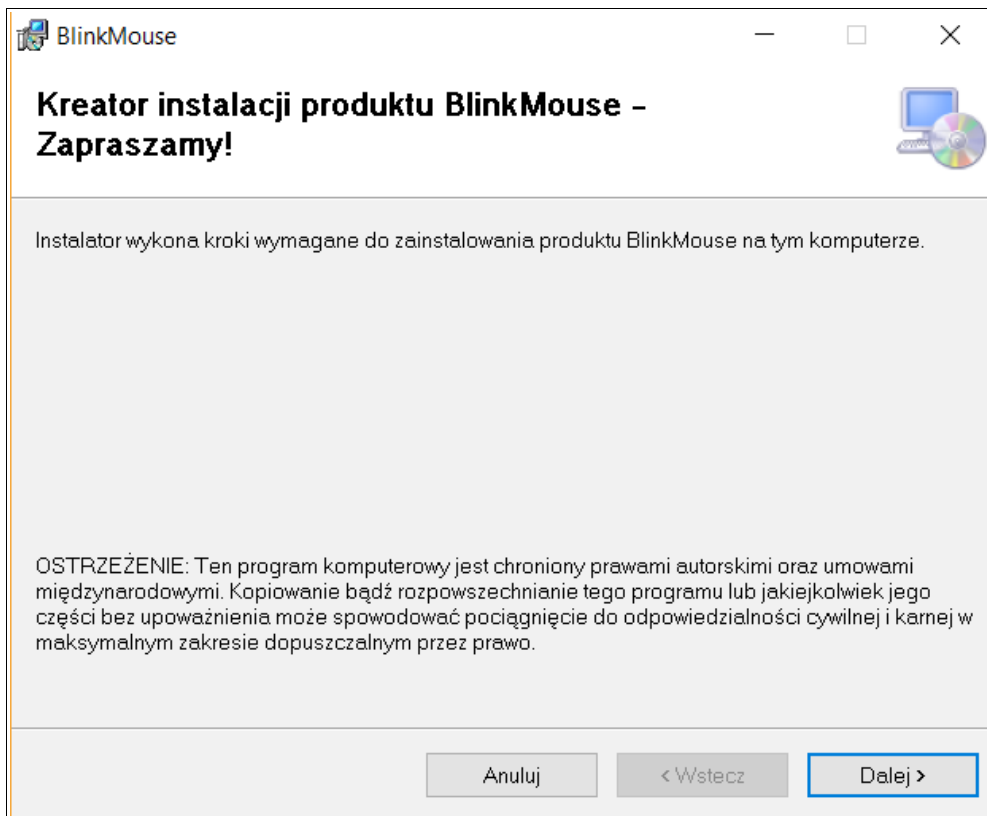 BlinkMouse
Kreator instalacji produktu BlinkMouse –
Zapraszamy!
Instalator wykona kroki wymagane do zainstalowania produktu BlinkMouse na tym komputerze.
OSTRZEŻENIE: Ten program komputerowy jest chroniony prawami autorskimi oraz umowami
międzynarodowymi. Kopiowanie bądź rozpowszechnianie tego programu lub jakiejkolwiek jego
części bez upoważnienia może spowodować pociągnięcie do odpowiedzialności cywilnej i karnej w
maksymalnym zakresie dopuszczalnym przez prawo.
Anuluj < Wstecz Dalej >